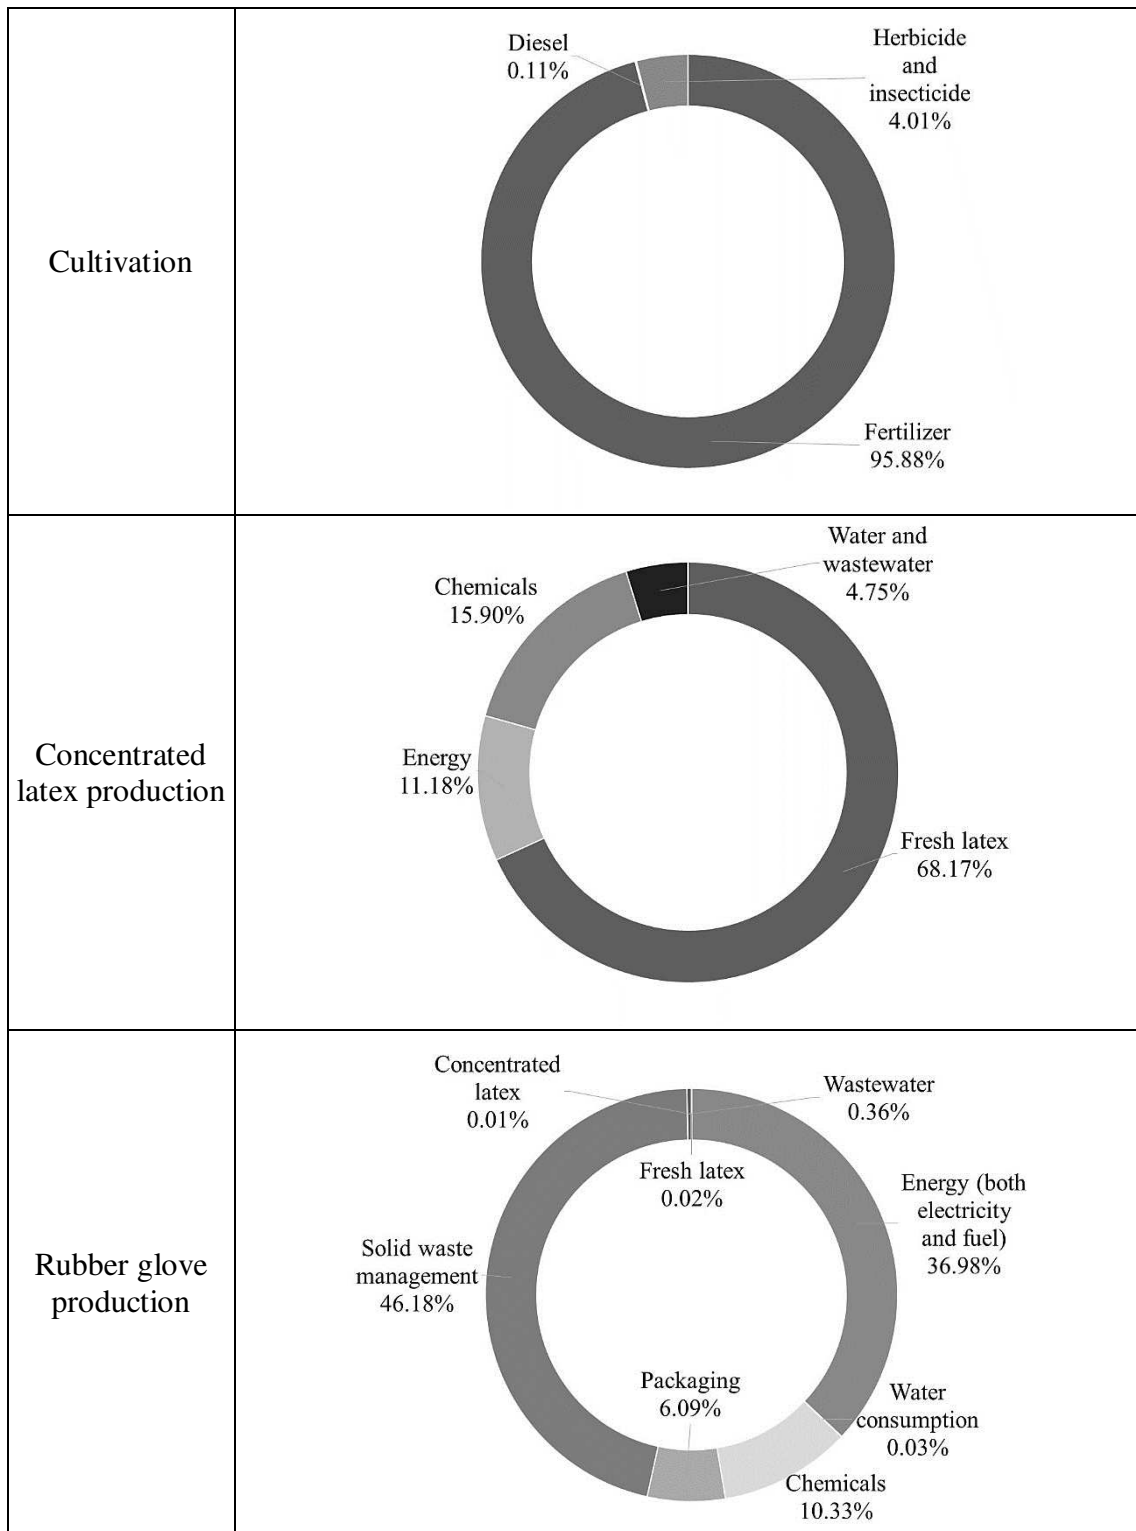 Cultivation
Diesel
0.11%
Herbicide
and
insecticide
4.01%
Fertilizer
95.88%
Concentrated
latex production
Water and
wastewater
4.75%
Chemicals
15.90%
Energy
11.18%
Fresh latex
68.17%
Rubber glove
production
Concentrated
latex
0.01%
Wastewater
0.36%
Fresh latex
0.02%
Energy (both
electricity
and fuel)
36.98%
Solid waste
management
46.18%
Packaging
6.09%
Water
consumption
0.03%
Chemicals
10.33%